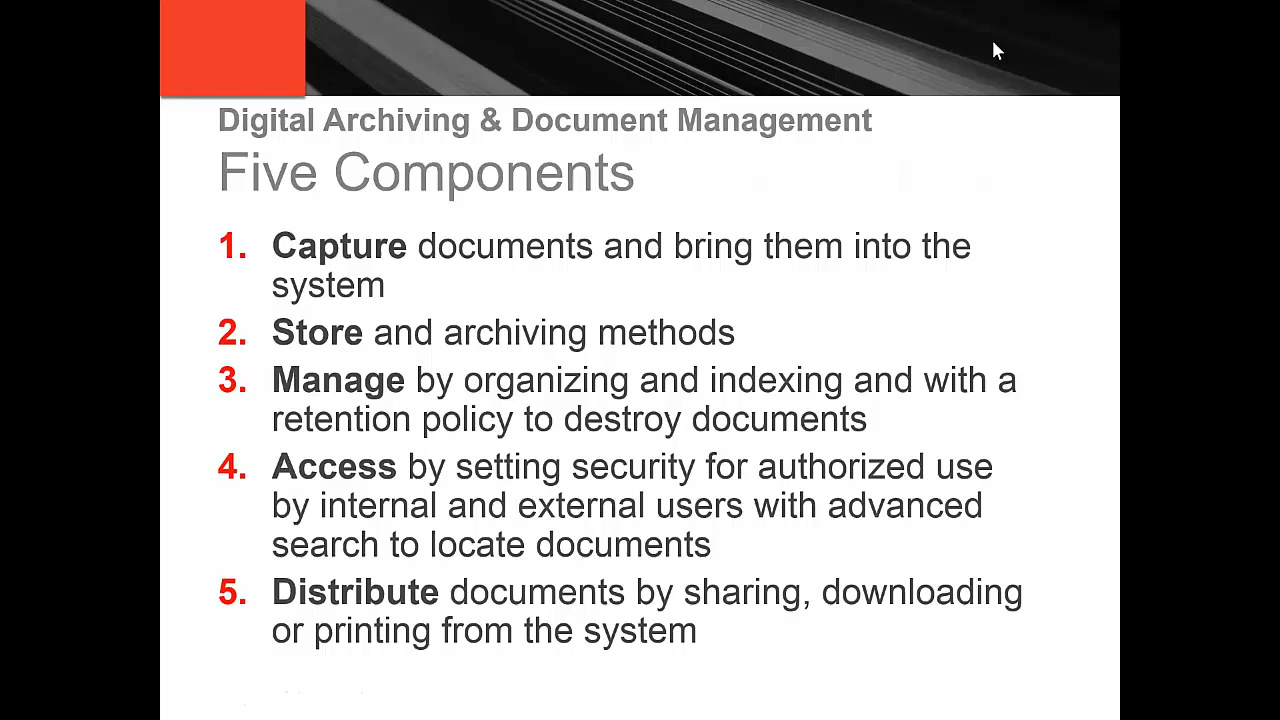 Digital Archiving & Document Management
Five Components
1. Capture documents and bring them into the
system
2. Store and archiving methods
3. Manage by organizing and indexing and with a
retention policy to destroy documents
4. Access by setting security for authorized use
by internal and external users with advanced
search to locate documents
5. Distribute documents by sharing, downloading
or printing from the system